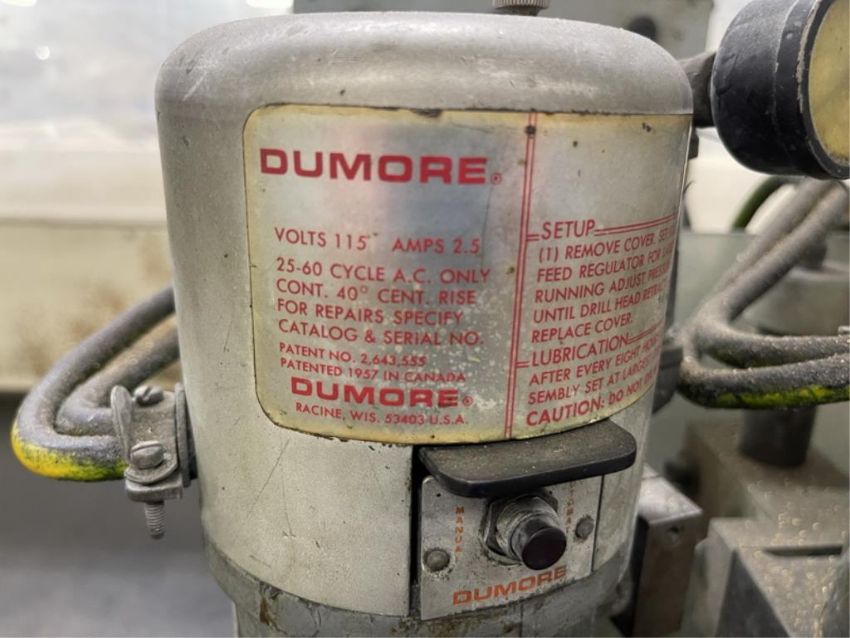 DUMORE®
VOLTS 115 AMPS 2.5
25-60 CYCLE A.C. ONLY
CONT. 40° CENT. RISE
FOR REPAIRS SPECIFY
CATALOG & SERIAL NO.
PATENT NO. 2,643,555
PATENTED 1957 IN CANADA
DUMORE®
RACINE, WIS. 53403 U.S.A.
SETUP
(1) REMOVE COVER.
FEED REGULATOR FOR
RUNNING ADJUST
UNTIL DRILL HEAD
REPLACE COVER.
LUBRICATION
AFTER EVERY EIGHT
SEMBLY SET AT
CAUTION: DO NOT
MANUAL
DUMORE